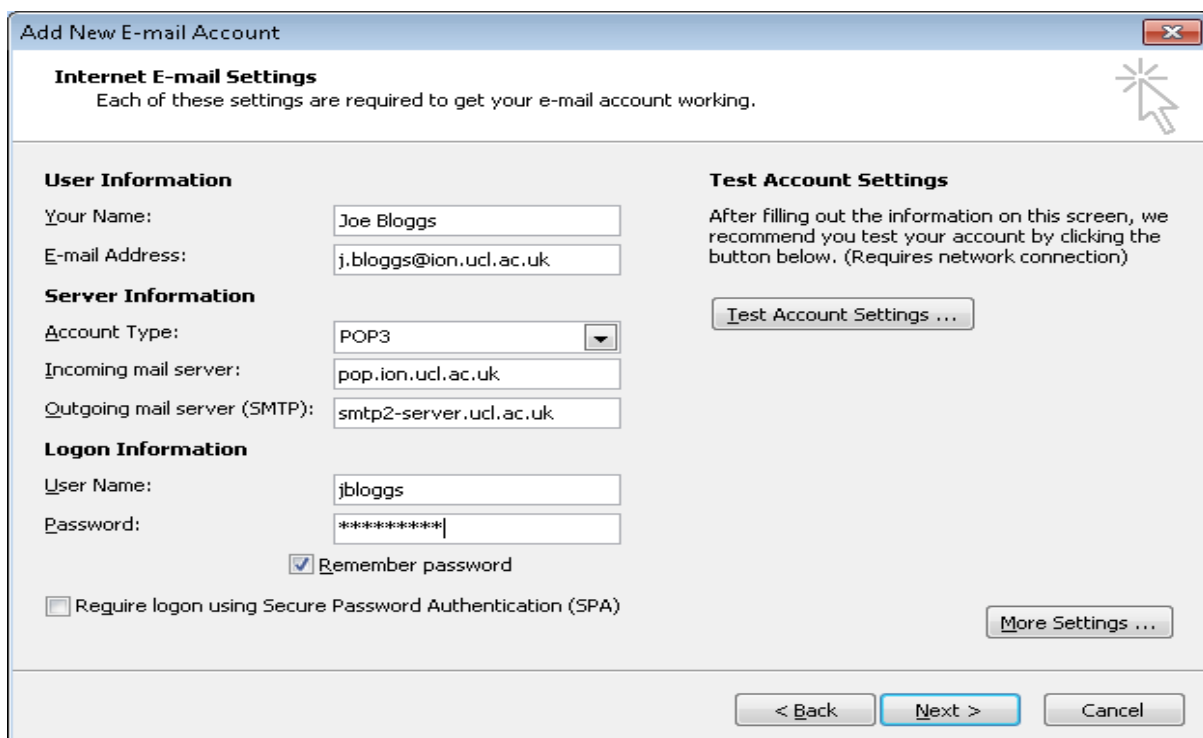 Add New E-mail Account
Internet E-mail Settings
Each of these settings are required to get your e-mail account working.
User Information
Your Name:
Joe Bloggs
E-mail Address:
j.bloggs@ion.ucl.ac.uk
Server Information
Account Type:
POP3
Incoming mail server:
pop.ion.ucl.ac.uk
Outgoing mail server (SMTP):
smtp2-server.ucl.ac.uk
Logon Information
User Name:
jbloggs
Password:
*********
Remember password
Require logon using Secure Password Authentication (SPA)
Test Account Settings
After filling out the information on this screen, we
recommend you test your account by clicking the
button below. (Requires network connection)
Test Account Settings ...
More Settings ...
< Back
Next >
Cancel